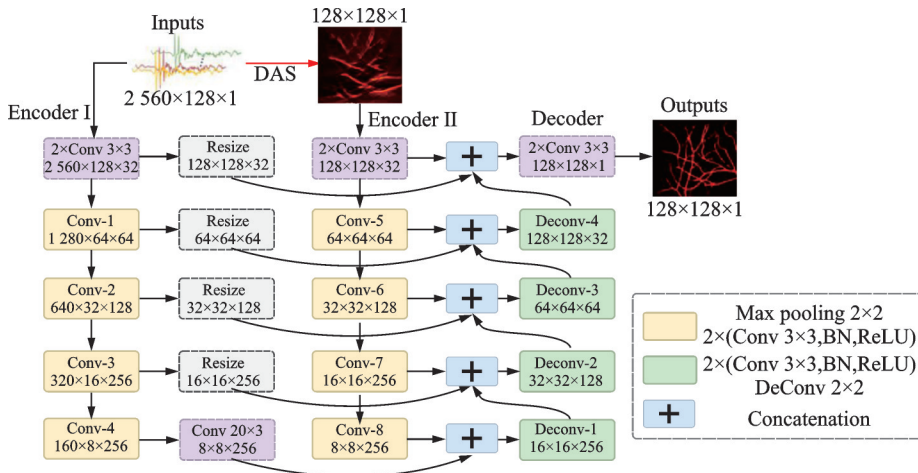 Inputs
2 560×128×1
DAS
128×128×1
Encoder I
Encoder II
Decoder
Outputs
128×128×1
2×Conv 3×3
2 560×128×32
Resize
128×128×32
2×Conv 3×3
128×128×32
+
2×Conv 3×3
128×128×1
Conv-1
1 280×64×64
Resize
64×64×64
Conv-5
64×64×64
+
Deconv-4
128×128×32
Conv-2
640×32×128
Resize
32×32×128
Conv-6
32×32×128
+
Deconv-3
64×64×64
Conv-3
320×16×256
Resize
16×16×256
Conv-7
16×16×256
+
Deconv-2
32×32×128
Conv-4
160×8×256
Conv 20×3
8×8×256
Conv-8
8×8×256
+
Deconv-1
16×16×256
Max pooling 2×2
2×(Conv 3×3,BN,ReLU)
2×(Conv 3×3,BN,ReLU)
DeConv 2×2
+
Concatenation